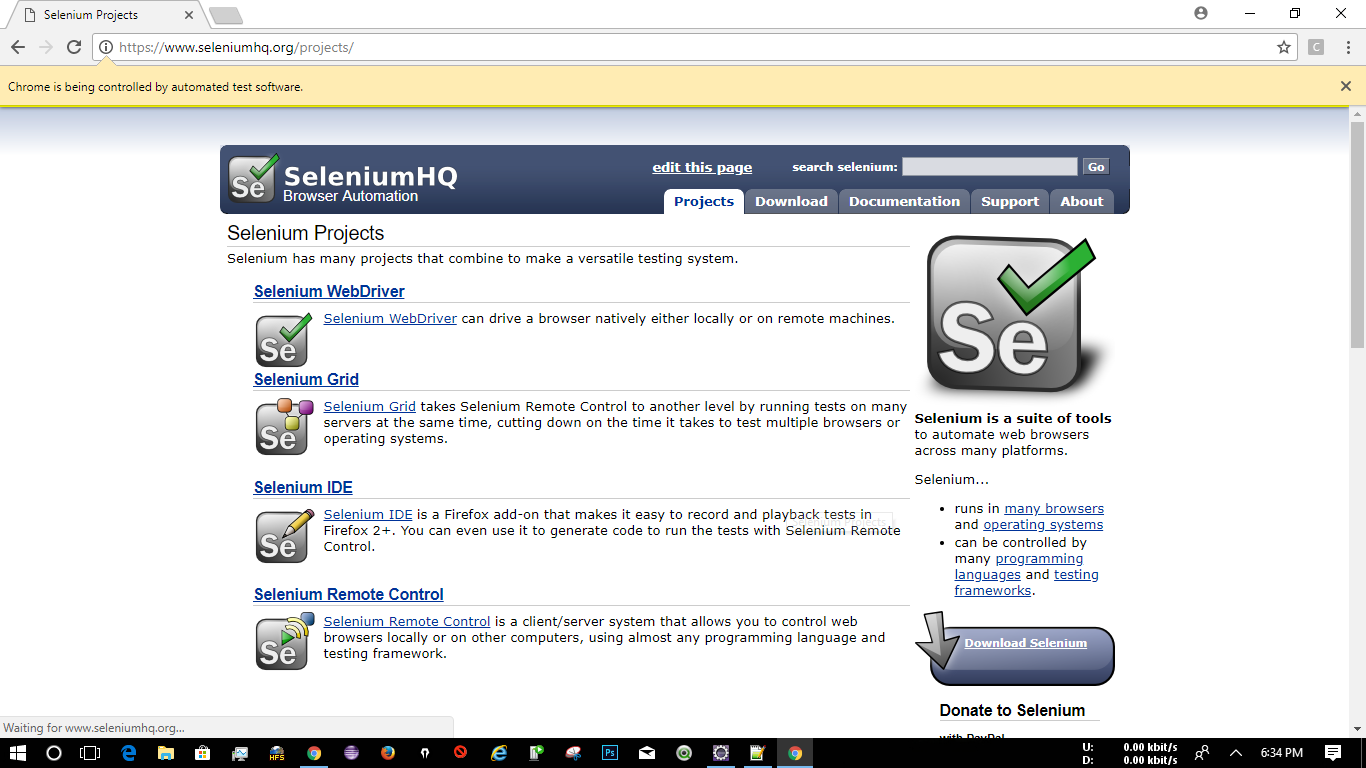 Selenium Projects
https://www.seleniumhq.org/projects/
C
Chrome is being controlled by automated test software.
Se
SeleniumHQ
Browser Automation
edit this page
search selenium:
Go
Projects
Download
Documentation
Support
About
Selenium Projects
Selenium has many projects that combine to make a versatile testing system.
Selenium WebDriver
Se
Selenium WebDriver can drive a browser natively either locally or on remote machines.
Selenium Grid
Se
Selenium Grid takes Selenium Remote Control to another level by running tests on many
servers at the same time, cutting down on the time it takes to test multiple browsers or
operating systems.
Selenium IDE
Se
Selenium IDE is a Firefox add-on that makes it easy to record and playback tests in
Firefox 2+. You can even use it to generate code to run the tests with Selenium Remote
Control.
Selenium Projects
Selenium Remote Control
Se
Selenium Remote Control is a client/server system that allows you to control web
browsers locally or on other computers, using almost any programming language and
testing framework.
Se
Selenium is a suite of tools
to automate web browsers
across many platforms.
Selenium...
runs in many browsers
and operating systems
can be controlled by
many programming
languages and testing
frameworks.
Download Selenium
Donate to Selenium
with PayPal
Waiting for www.seleniumhq.org...
HFS
Ps
U: 0.00 kbit/s
D: 0.00 kbit/s
6:34 PM